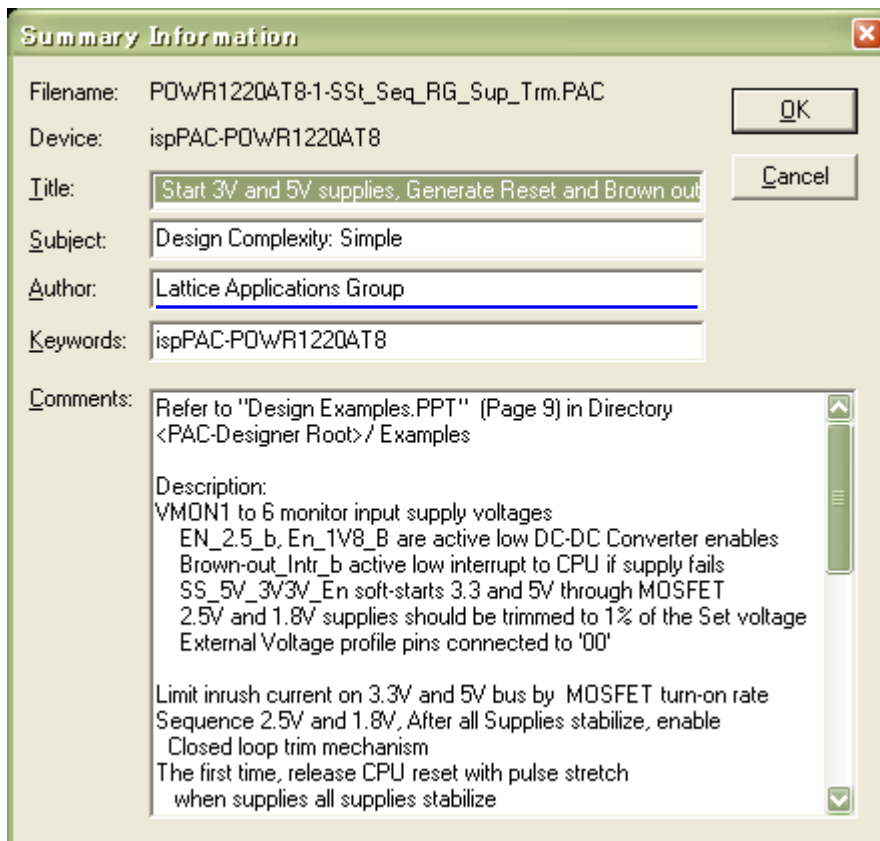 Summary Information
Filename: POWR1220AT8-1-SSt_Seq_RG_Sup_Trm.PAC
OK
Device: ispPAC-POWR1220AT8
Title: Start 3V and 5V supplies, Generate Reset and Brown out
Cancel
Subject: Design Complexity: Simple
Author: Lattice Applications Group
Keywords: ispPAC-POWR1220AT8
Comments: Refer to "Design Examples.PPT" (Page 9) in Directory
<PAC-Designer Root>/ Examples
Description:
VMON1 to 6 monitor input supply voltages
EN_2.5_b, En_1V8_B are active low DC-DC Converter enables
Brown-out_Intr_b active low interrupt to CPU if supply fails
SS_5V_3V3V_En soft-starts 3.3 and 5V through MOSFET
2.5V and 1.8V supplies should be trimmed to 1% of the Set voltage
External Voltage profile pins connected to '00'
Limit inrush current on 3.3V and 5V bus by MOSFET turn-on rate
Sequence 2.5V and 1.8V, After all Supplies stabilize, enable
Closed loop trim mechanism
The first time, release CPU reset with pulse stretch
when supplies all supplies stabilize